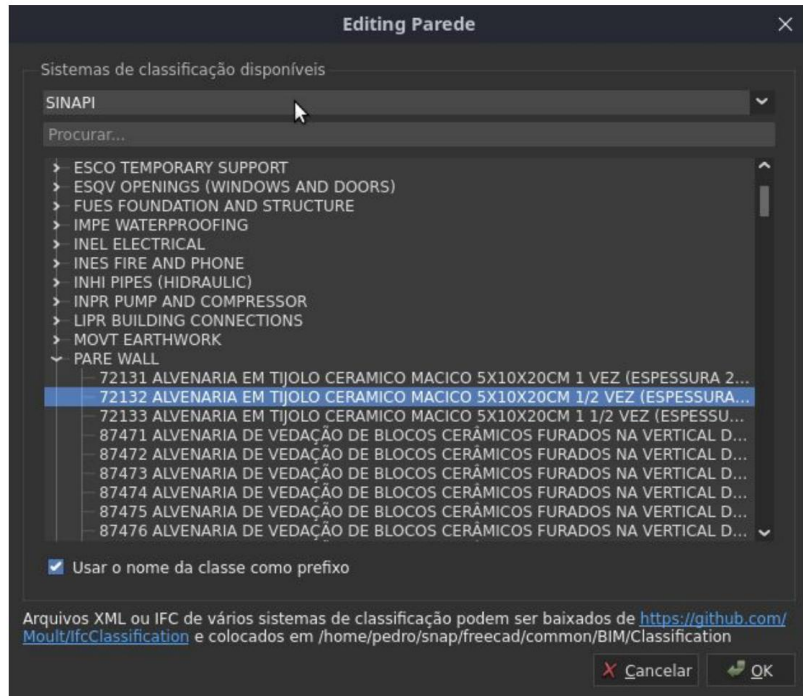 Editing Parede
Sistemas de classificação disponíveis
SINAPI
Procurar...
ESCO TEMPORARY SUPPORT
ESQV OPENINGS (WINDOWS AND DOORS)
FUES FOUNDATION AND STRUCTURE
IMPE WATERPROOFING
INEL ELECTRICAL
INES FIRE AND PHONE
INHI PIPES (HIDRAULIC)
INPR PUMP AND COMPRESSOR
LIPR BUILDING CONNECTIONS
MOVT EARTHWORK
PARE WALL
72131 ALVENARIA EM TIJOLO CERAMICO MACICO 5X10X20CM 1 VEZ (ESPESSURA 2...
72132 ALVENARIA EM TIJOLO CERAMICO MACICO 5X10X20CM 1/2 VEZ (ESPESSURA...
72133 ALVENARIA EM TIJOLO CERAMICO MACICO 5X10X20CM 1 1/2 VEZ (ESPESSU...
87471 ALVENARIA DE VEDAÇÃO DE BLOCOS CERÂMICOS FURADOS NA VERTICAL D...
87472 ALVENARIA DE VEDAÇÃO DE BLOCOS CERÂMICOS FURADOS NA VERTICAL D...
87473 ALVENARIA DE VEDAÇÃO DE BLOCOS CERÂMICOS FURADOS NA VERTICAL D...
87474 ALVENARIA DE VEDAÇÃO DE BLOCOS CERÂMICOS FURADOS NA VERTICAL D...
87475 ALVENARIA DE VEDAÇÃO DE BLOCOS CERÂMICOS FURADOS NA VERTICAL D...
87476 ALVENARIA DE VEDAÇÃO DE BLOCOS CERÂMICOS FURADOS NA VERTICAL D...
Usar o nome da classe como prefixo
Arquivos XML ou IFC de vários sistemas de classificação podem ser baixados de https://github.com/
Moult/IfcClassification e colocados em /home/pedro/snap/freecad/common/BIM/Classification
Cancelar OK